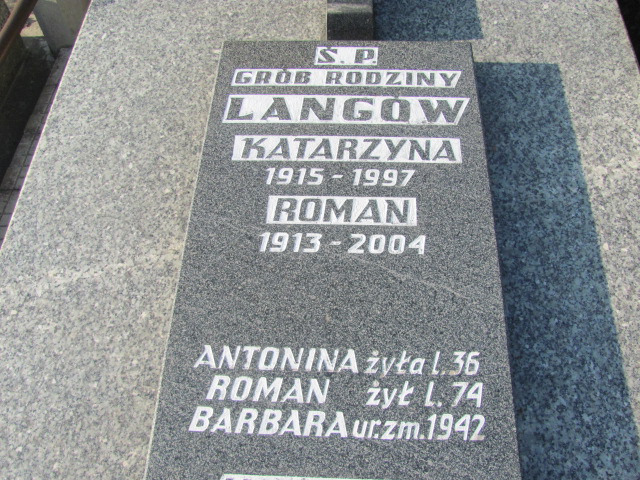 Ś. P.
GRÓB RODZINY
LANGÓW
KATARZYNA
1915 - 1997
ROMAN
1913 - 2004
ANTONINA żyła l. 36
ROMAN żył l. 74
BARBARA ur. zm. 1942